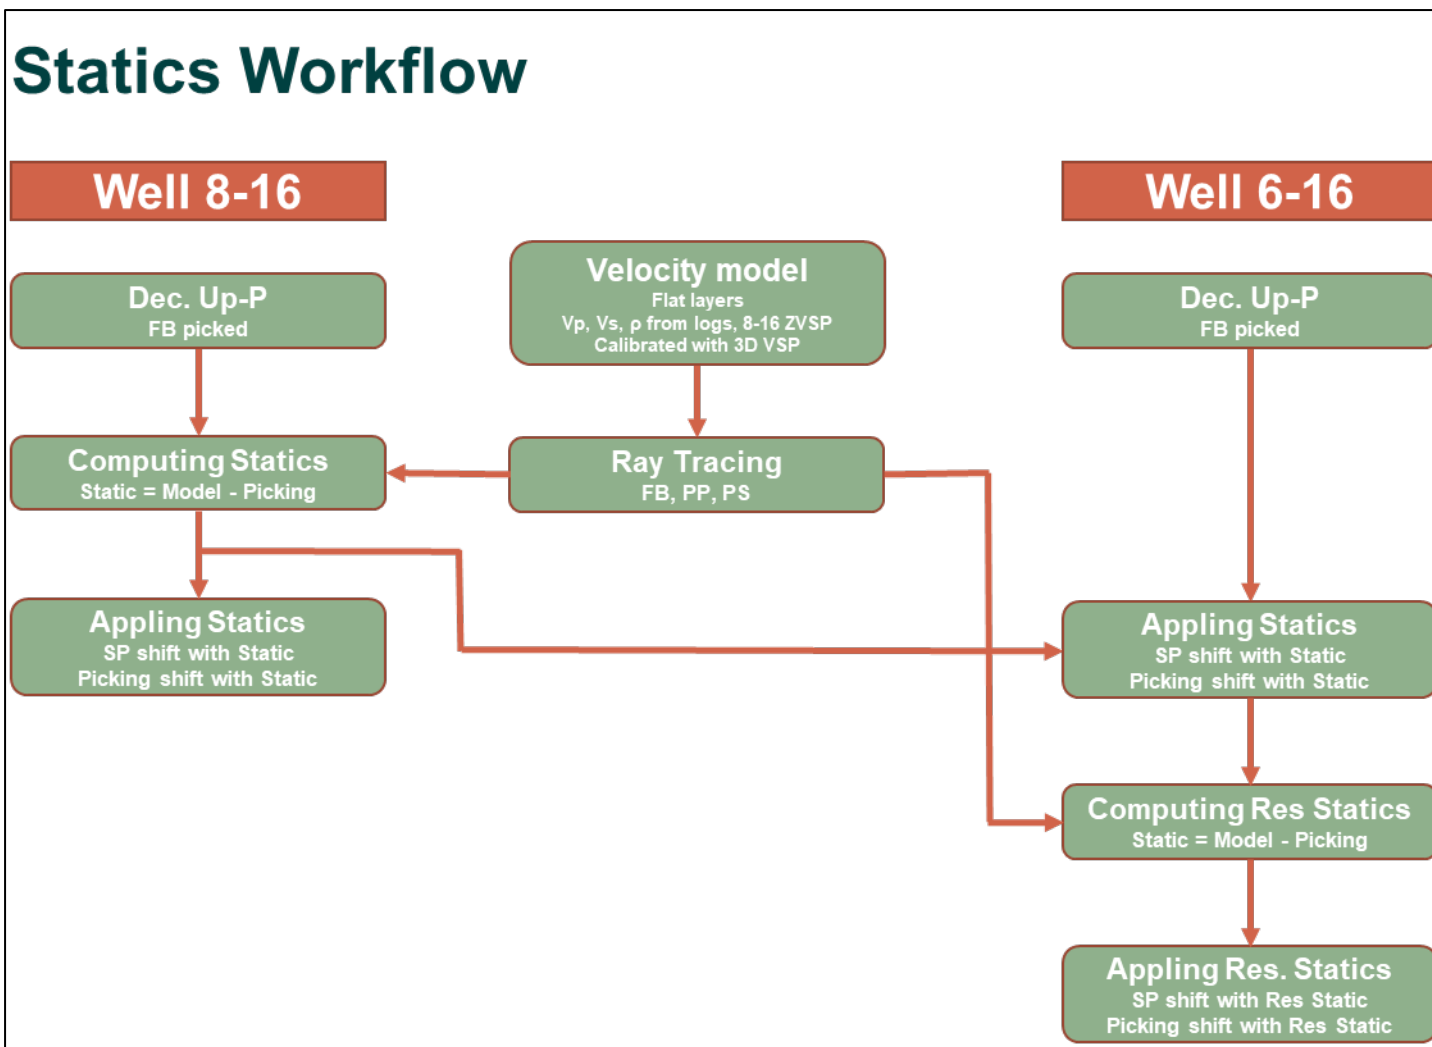 Statics Workflow
Well 8-16
Well 6-16
Dec. Up-P
FB picked
Velocity model
Flat layers
Vp, Vs, ρ from logs, 8-16 ZVSP
Calibrated with 3D VSP
Dec. Up-P
FB picked
Computing Statics
Static = Model - Picking
Ray Tracing
FB, PP, PS
Appling Statics
SP shift with Static
Picking shift with Static
Appling Statics
SP shift with Static
Picking shift with Static
Computing Res Statics
Static = Model - Picking
Appling Res. Statics
SP shift with Res Static
Picking shift with Res Static